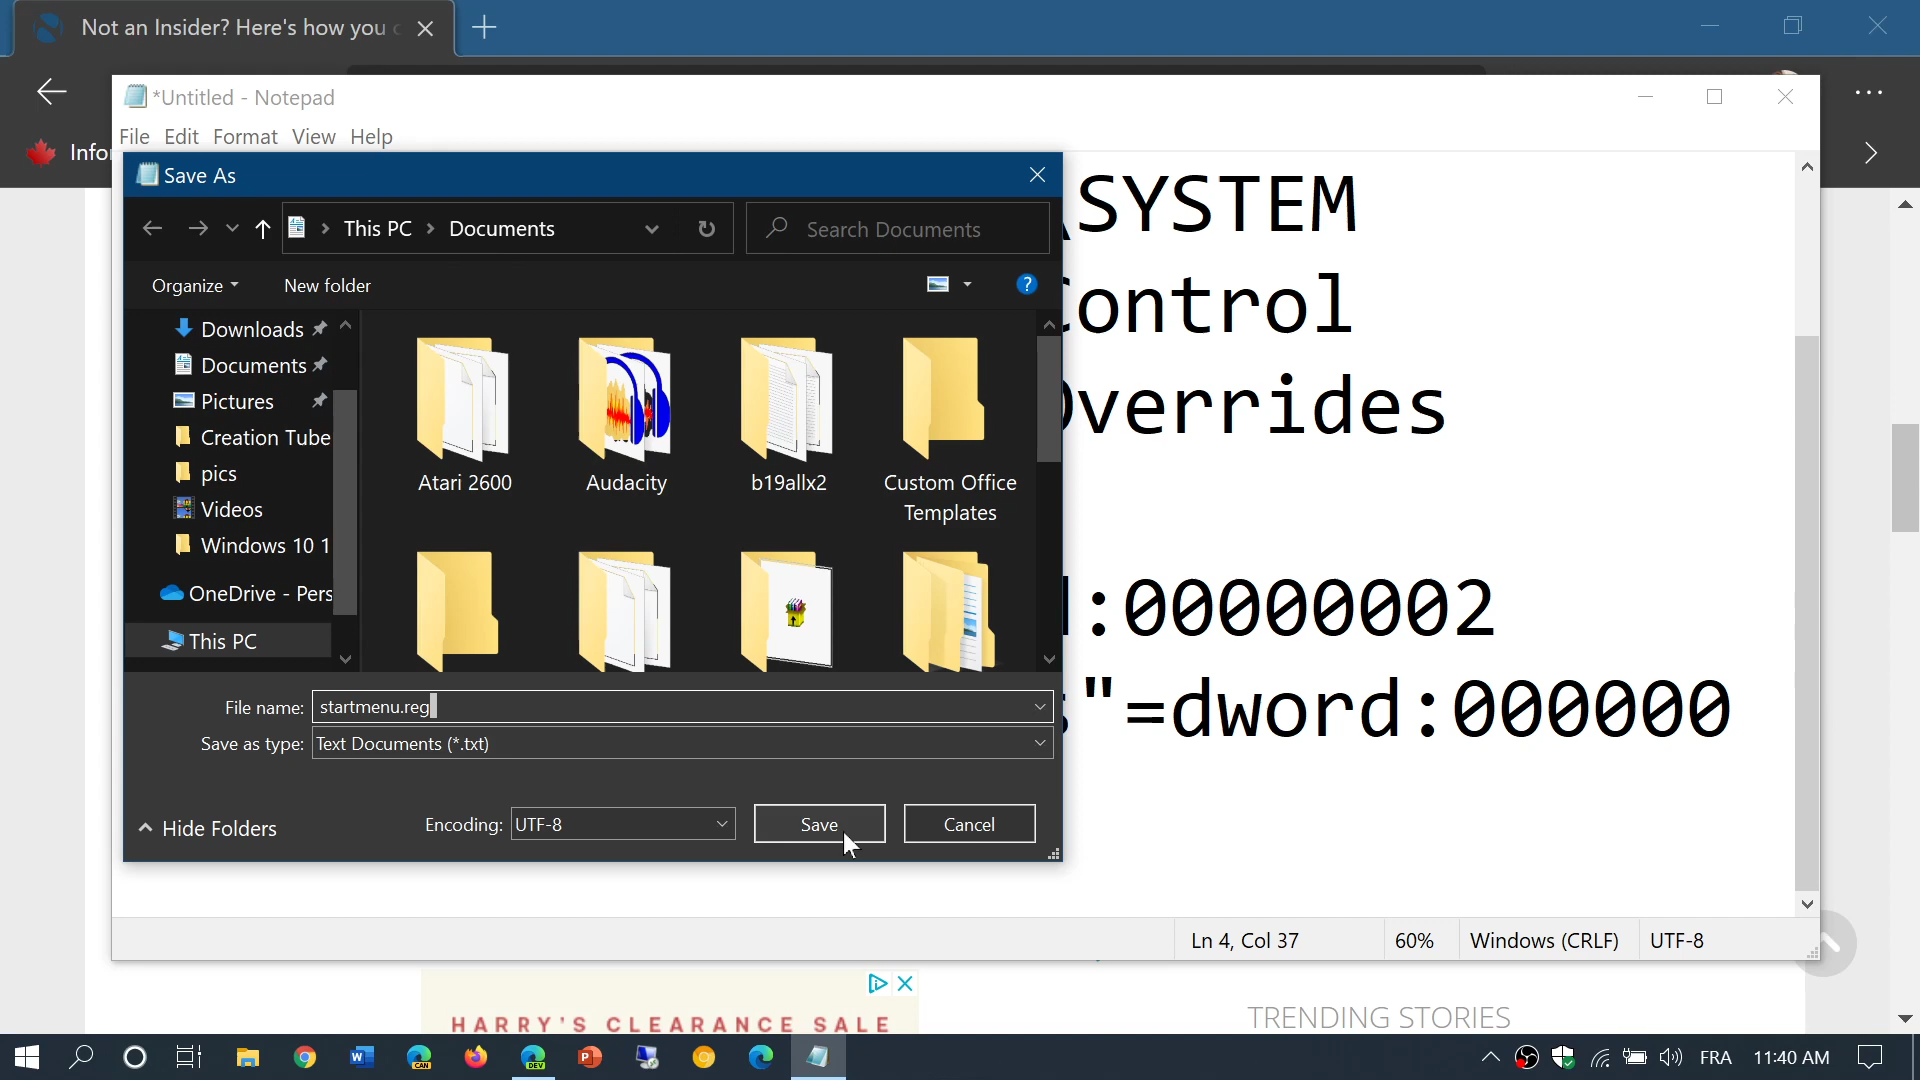 Not an Insider? Here's how you
*Untitled - Notepad
File Edit Format View Help
Save As
This PC > Documents
Search Documents
Organize
New folder
Downloads
Documents
Pictures
Creation Tube
pics
Videos
Windows 10 1
OneDrive - Pers
This PC
Atari 2600
Audacity
b19allx2
Custom Office
Templates
File name: startmenu.reg
Save as type: Text Documents (*.txt)
Hide Folders
Encoding: UTF-8
Save
Cancel
\SYSTEM
Control
Overrides
:00000002
"=dword:000000
Ln 4, Col 37
60%
Windows (CRLF)
UTF-8
HARRY'S CLEARANCE SALE
TRENDING STORIES
CAN
DEV
FRA
11:40 AM